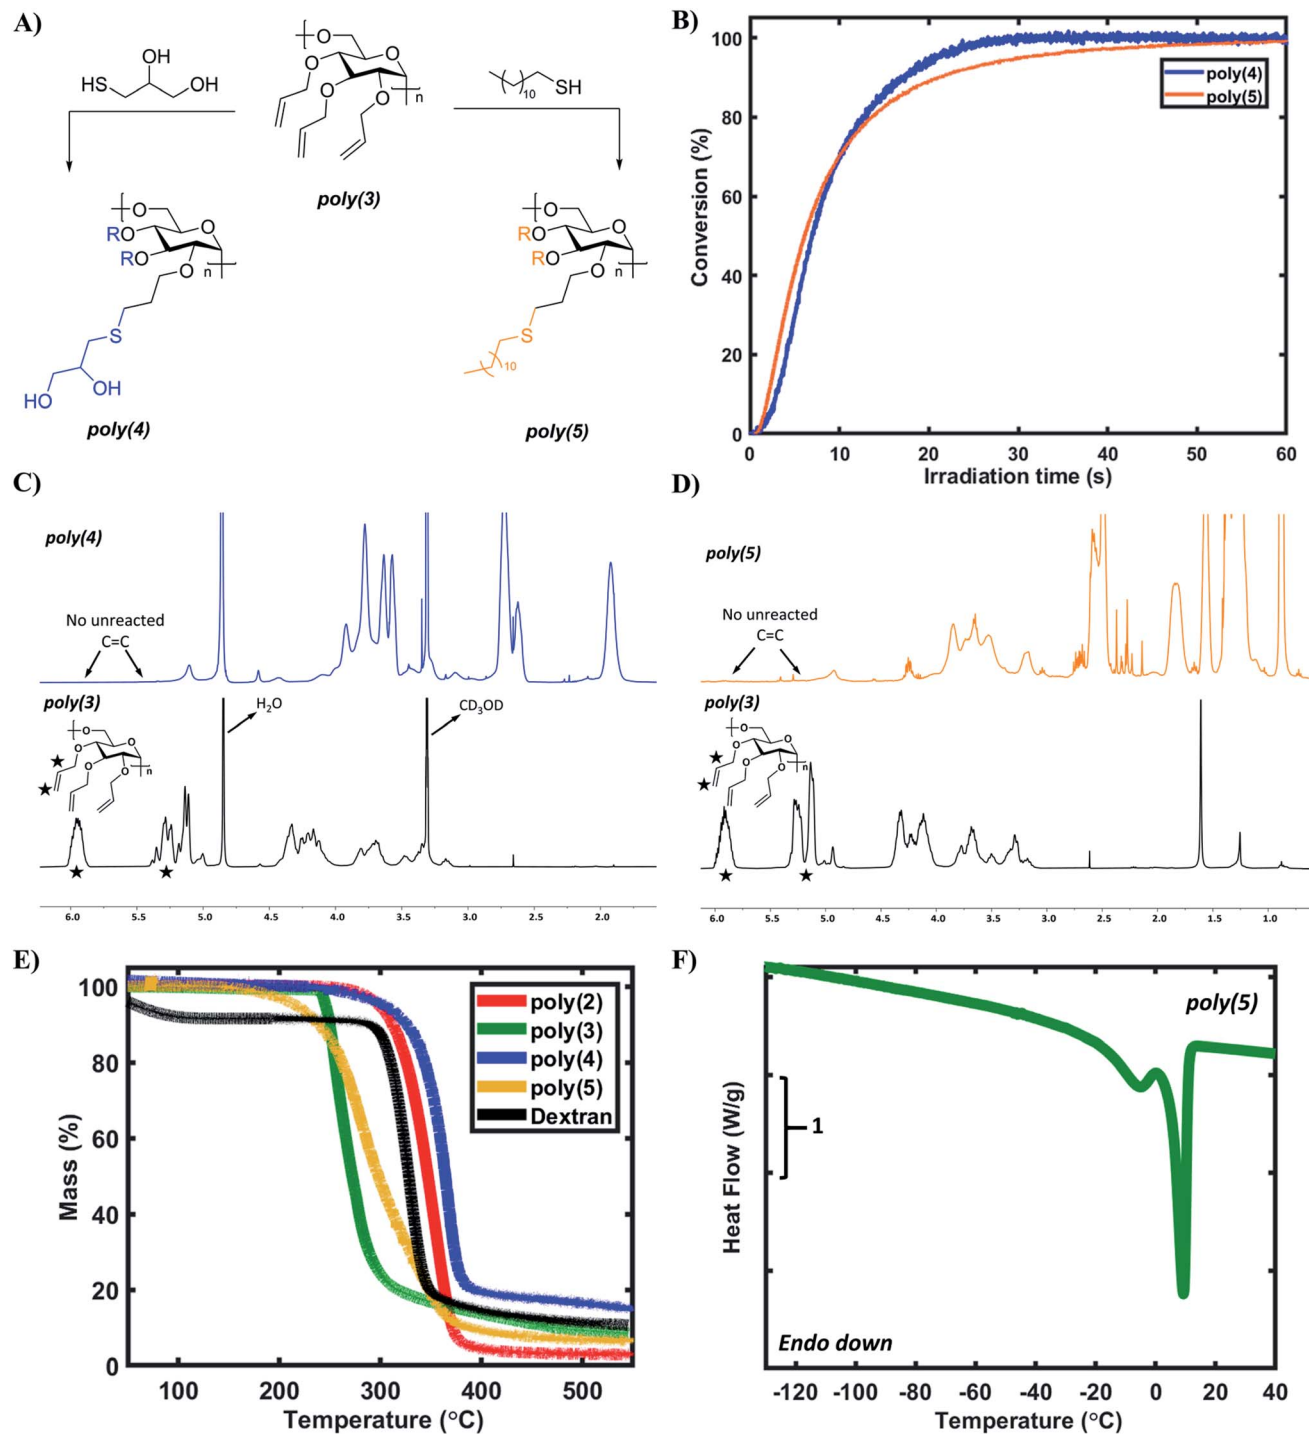 A)
OH
HS
OH
O
O
O
O
O
n
10
SH
poly(3)
O
O
RO
RO
O
n
S
HO
OH
poly(4)
O
O
RO
RO
O
n
S
10
poly(5)
B)
Conversion (%)
100
80
60
40
20
0
poly(4)
poly(5)
0 10 20 30 40 50 60
Irradiation time (s)
C)
poly(4)
No unreacted
C=C
poly(3)
H2O
CD3OD
O
O
O
O
O
n
6.0 5.5 5.0 4.5 4.0 3.5 3.0 2.5 2.0
D)
poly(5)
No unreacted
C=C
poly(3)
O
O
O
O
O
n
6.0 5.5 5.0 4.5 4.0 3.5 3.0 2.5 2.0 1.5 1.0
E)
Mass (%)
100
80
60
40
20
0
poly(2)
poly(3)
poly(4)
poly(5)
Dextran
100 200 300 400 500
Temperature (°C)
F)
poly(5)
Heat Flow (W/g)
1
Endo down
-120 -100 -80 -60 -40 -20 0 20 40
Temperature (°C)